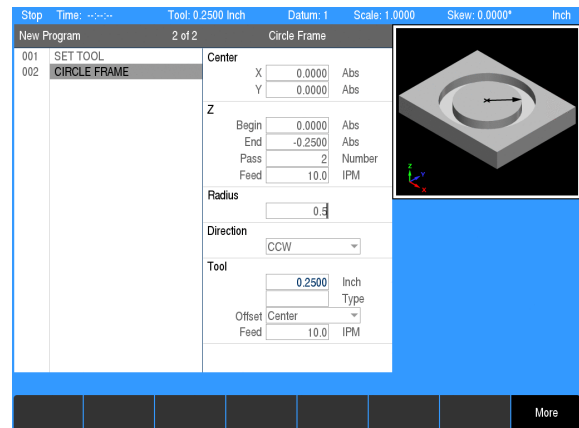 Stop Time: --:--:-- Tool: 0.2500 Inch Datum: 1 Scale: 1.0000 Skew: 0.0000° Inch
New Program 2 of 2 Circle Frame
001 SET TOOL
002 CIRCLE FRAME
Center
X 0.0000 Abs
Y 0.0000 Abs
Z
Begin 0.0000 Abs
End -0.2500 Abs
Pass 2 Number
Feed 10.0 IPM
Radius
0.5
Direction
CCW
Tool
0.2500 Inch
Type
Offset Center
Feed 10.0 IPM
Z
Y
X
More